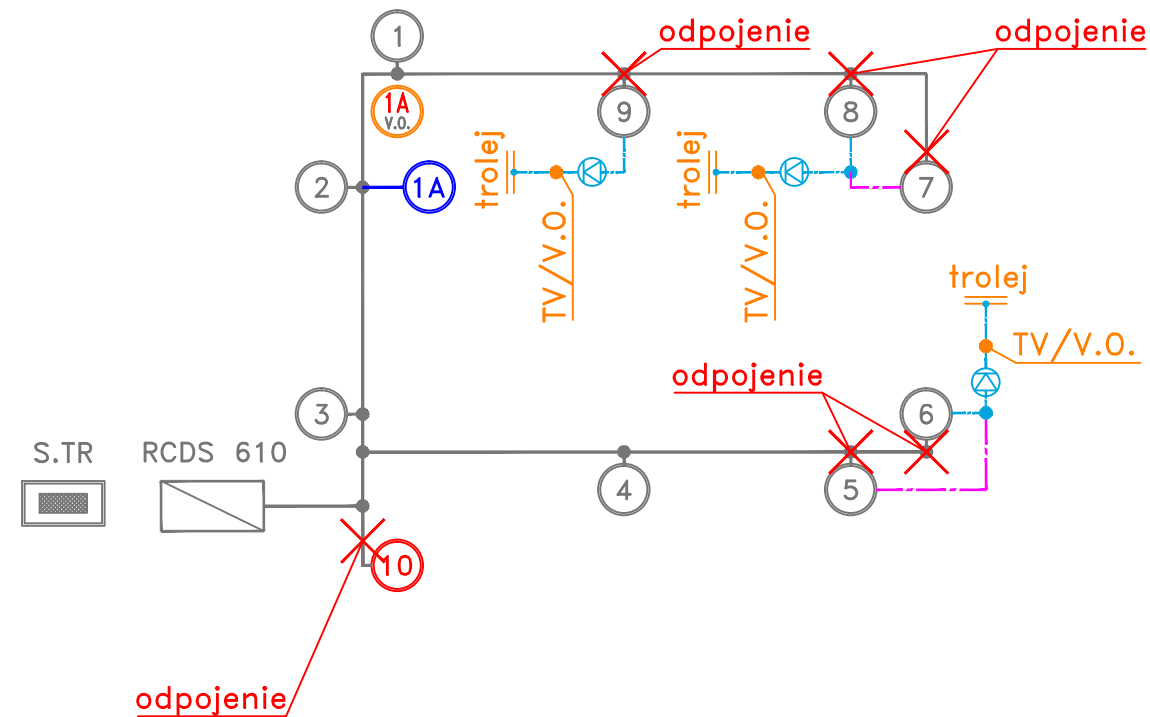 odpojenie
odpojenie
1
1A
V.O.
9
8
trolej
trolej
2
1A
7
TV/V.O.
TV/V.O.
trolej
TV/V.O.
odpojenie
3
6
S.TR
RCDS 610
4
5
10
odpojenie